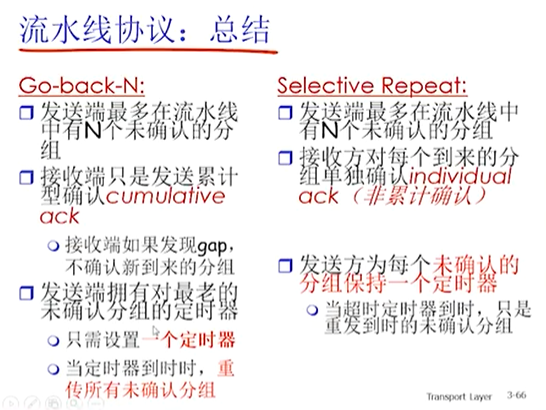 流水线协议：总结
Go-back-N:
发送端最多在流水线
中有N个未确认的分
组
接收端只是发送累计
型确认cumulative
ack
接收端如果发现gap，
不确认新到来的分组
发送端拥有对最老的
未确认分组的定时器
只需设置一个定时器
当定时器到时时，重
传所有未确认分组
Selective Repeat:
发送端最多在流水线中
有N个未确认的分组
接收方对每个到来的分
组单独确认individual
ack（非累计确认）
发送方为每个未确认的
分组保持一个定时器
当超时定时器到时，只是
重发到时的未确认分组
Transport Layer 3-66